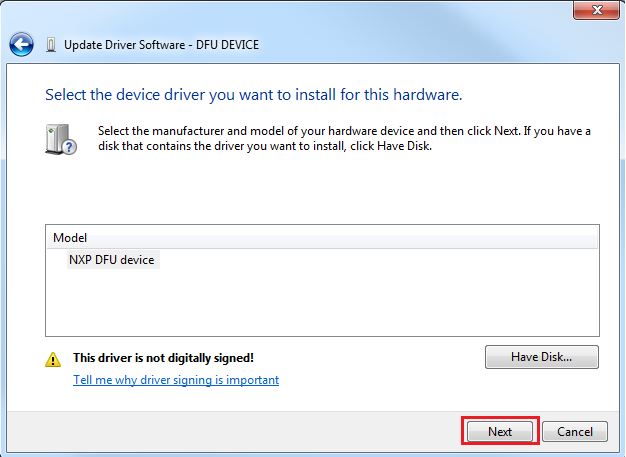 Update Driver Software - DFU DEVICE
Select the device driver you want to install for this hardware.
Select the manufacturer and model of your hardware device and then click Next. If you have a
disk that contains the driver you want to install, click Have Disk.
Model
NXP DFU device
This driver is not digitally signed!
Have Disk...
Tell me why driver signing is important
Next
Cancel